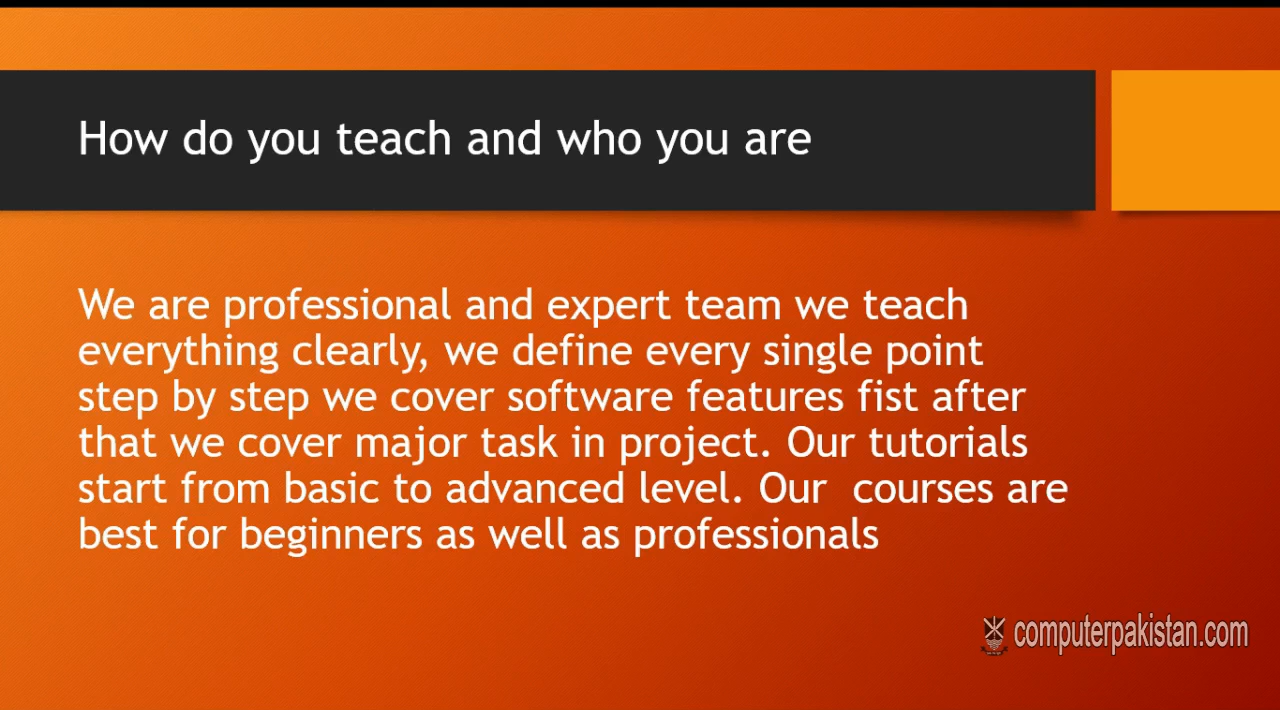 How do you teach and who you are
We are professional and expert team we teach
everything clearly, we define every single point
step by step we cover software features fist after
that we cover major task in project. Our tutorials
start from basic to advanced level. Our  courses are
best for beginners as well as professionals
computerpakistan.com